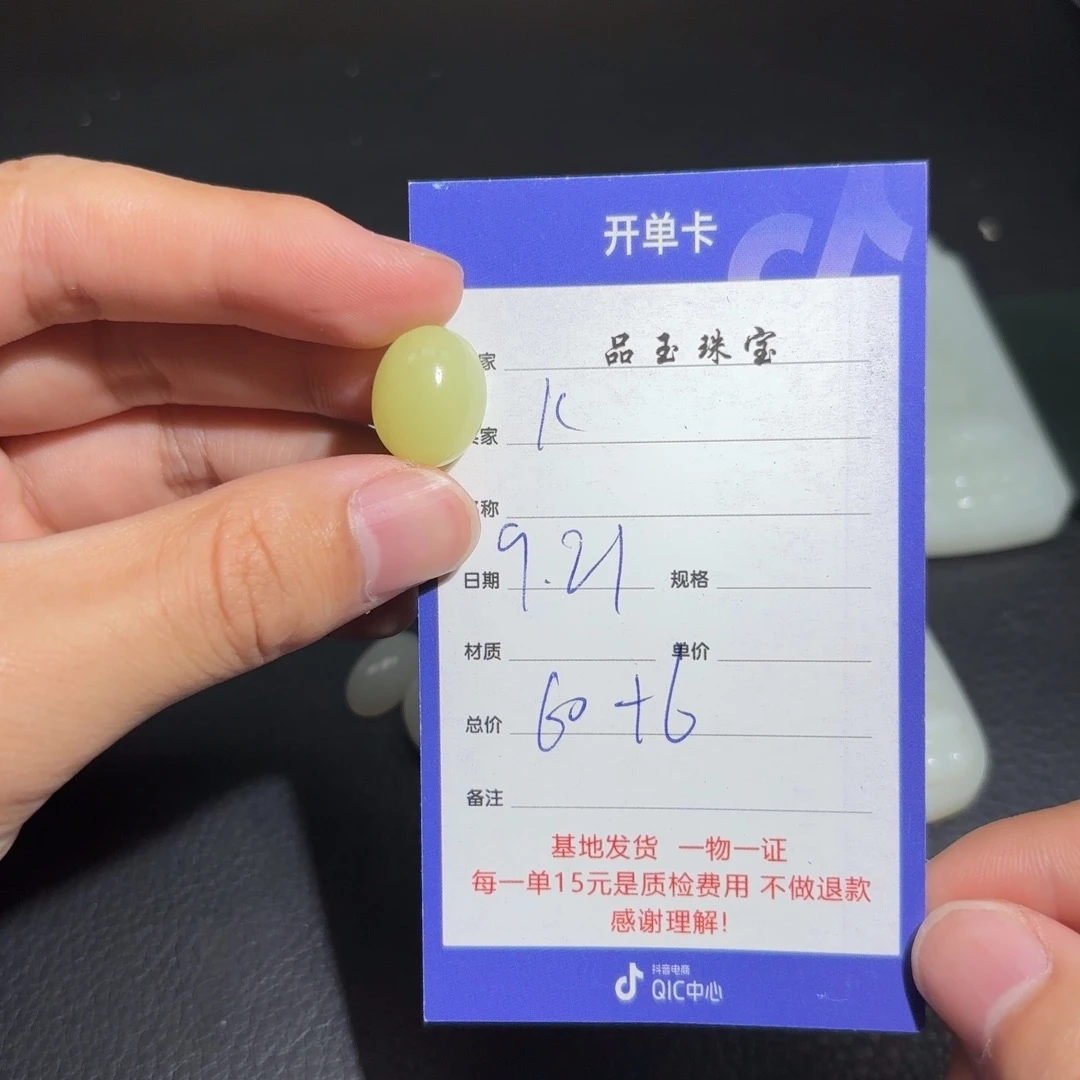 开单卡
家 品玉珠宝
家 K
称
日期 9.21 规格
材质 单价
总价 60+6
备注
基地发货 一物一证
每一单15元是质检费用 不做退款
感谢理解!
抖音电商
QIC中心